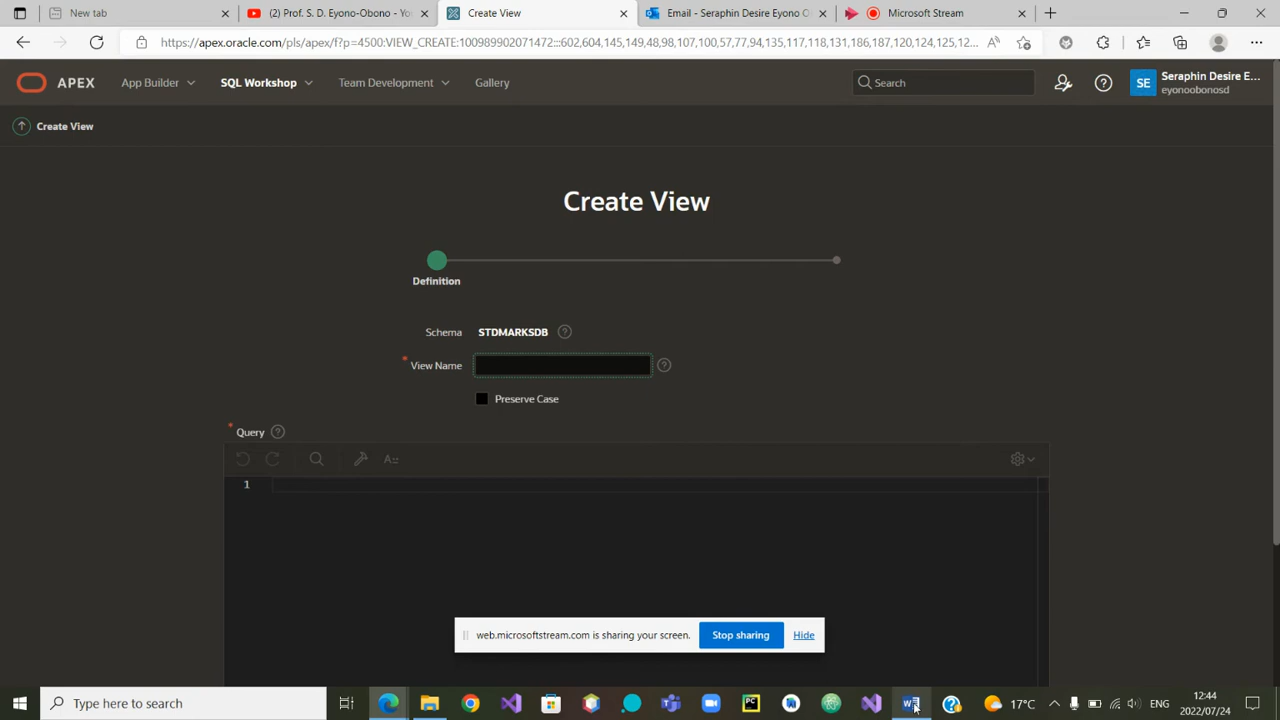 New tab
(2) Prof. S. D. Eyono-Obono - Yo
Create View
Email - Seraphin Desire Eyono O
Microsoft Stream
https://apex.oracle.com/pls/apex/f?p=4500:VIEW_CREATE:100989902071472:::602,604,145,149,48,98,107,100,57,77,94,135,117,118,131,186,187,120,124,125,12...
APEX
App Builder
SQL Workshop
Team Development
Gallery
Search
SE
Seraphin Desire E...
eyonoobonosd
Create View
Create View
Definition
Schema STDMARKSDB
* View Name
Preserve Case
* Query
1
web.microsoftstream.com is sharing your screen. Stop sharing Hide
Type here to search
PC
W
17°C
ENG
12:44
2022/07/24